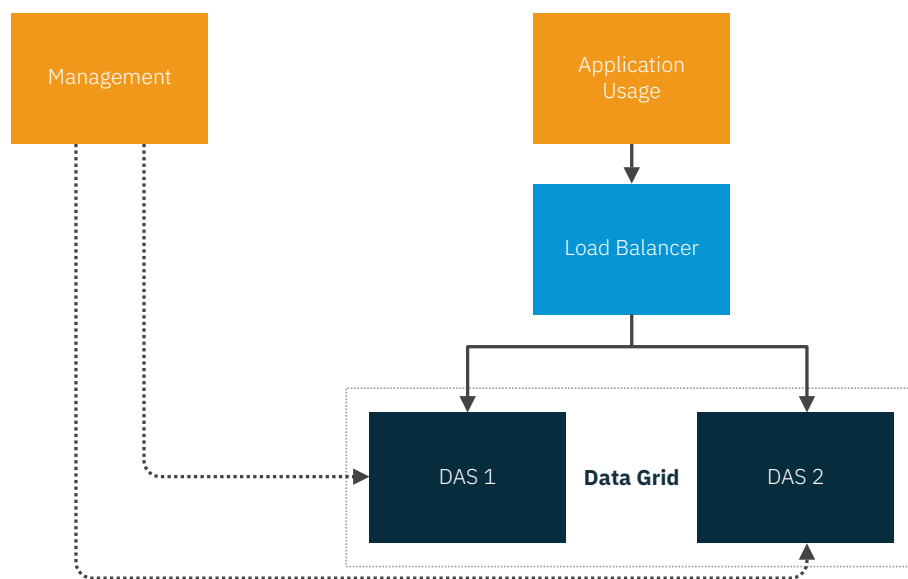 Management
Application
Usage
Load Balancer
DAS 1
Data Grid
DAS 2